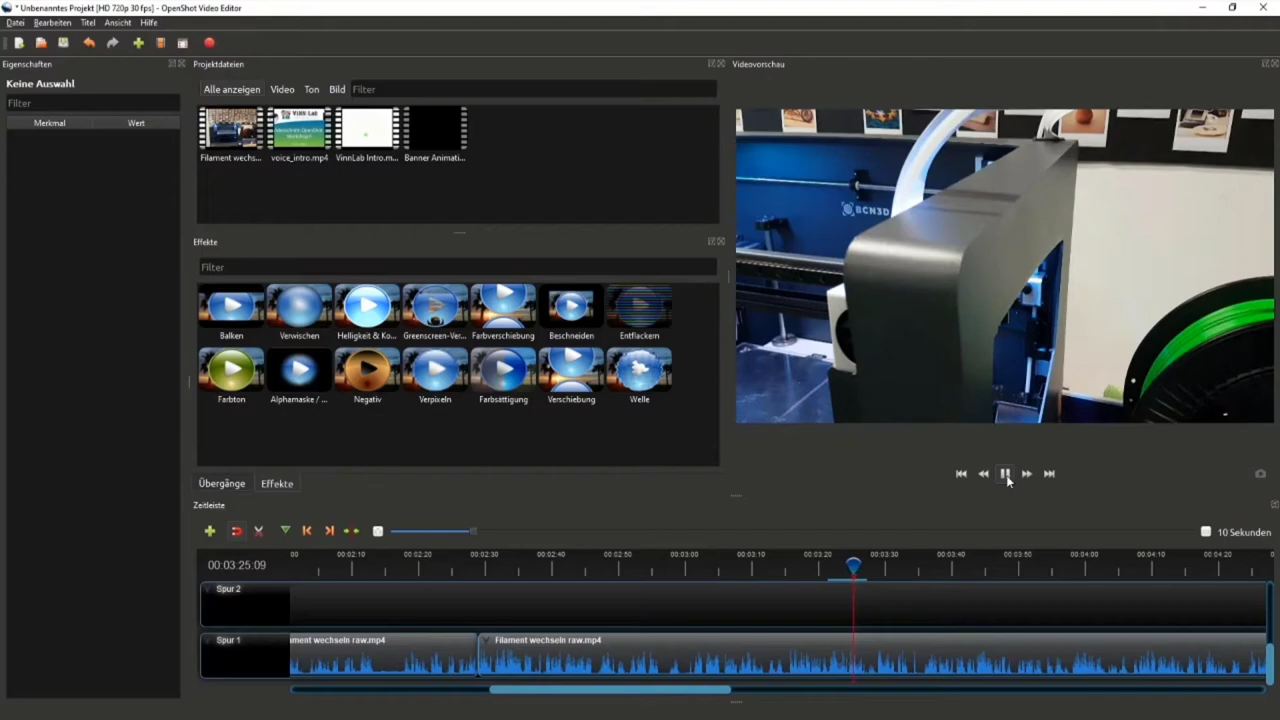 * Unbenanntes Projekt [HD 720p 30 fps] - OpenShot Video Editor
Datei Bearbeiten Titel Ansicht Hilfe
Eigenschaften
Keine Auswahl
Filter
Merkmal Wert
Projektdateien
Alle anzeigen Video Ton Bild Filter
Filament wechs... voice_intro.mp4 VinnLab Intro.m... Banner Animati...
Effekte
Filter
Balken Verwischen Helligkeit & Ko... Greenscreen-Ver... Farbverschiebung Beschneiden Entflackern
Farbton Alphamaske / ... Negativ Verpixeln Farbsättigung Verschiebung Welle
Übergänge Effekte
Videovorschau
BCN3D
Zeitleiste
10 Sekunden
00:03:25:09
00 00:02:10 00:02:20 00:02:30 00:02:40 00:02:50 00:03:00 00:03:10 00:03:20 00:03:30 00:03:40 00:03:50 00:04:00 00:04:10 00:04:20 0
Spur 2
Spur 1
ment wechseln raw.mp4 Filament wechseln raw.mp4